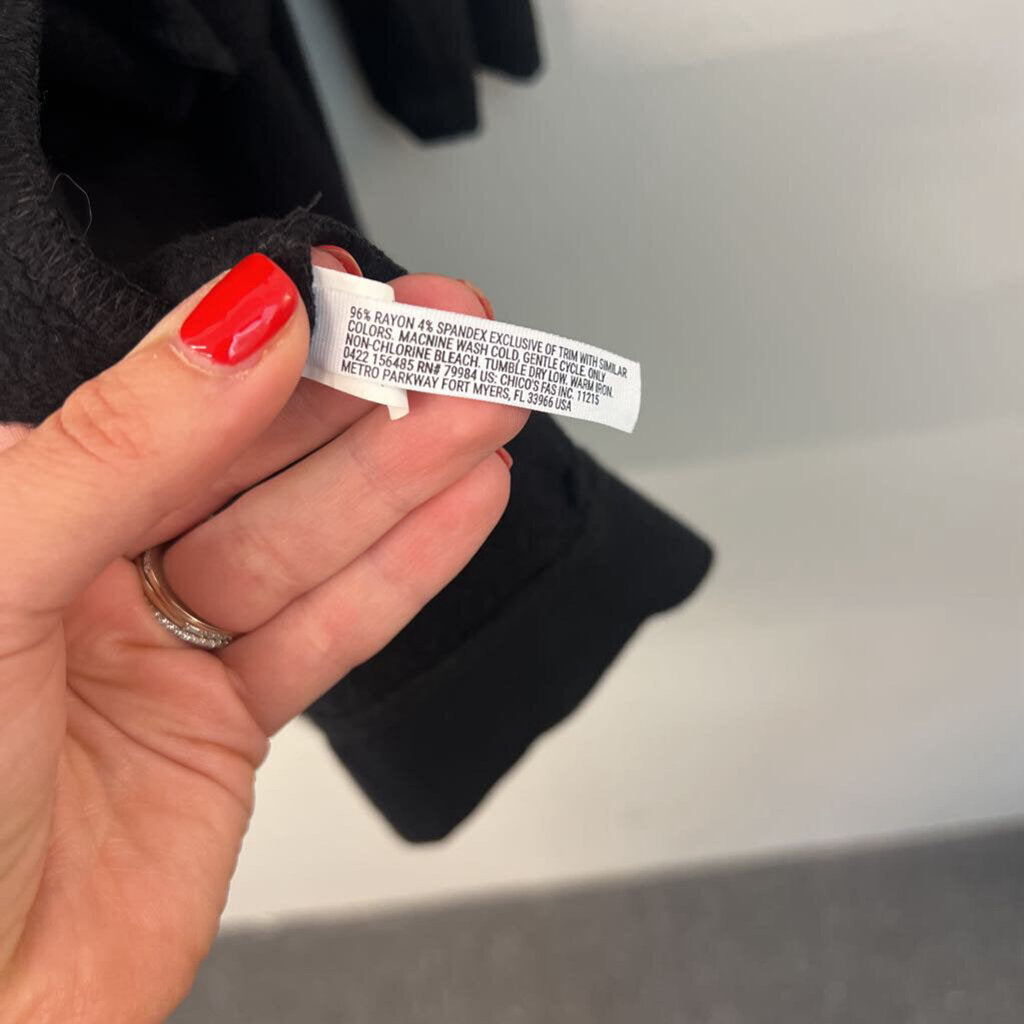 96% RAYON 4% SPANDEX EXCLUSIVE OF TRIM WITH SIMILAR
COLORS. MACNINE WASH COLD, GENTLE CYCLE. ONLY
NON-CHLORINE BLEACH. TUMBLE DRY LOW. WARM IRON.
0422 156485 RN# 79984 US: CHICO'S FAS INC. 11215
METRO PARKWAY FORT MYERS, FL 33966 USA